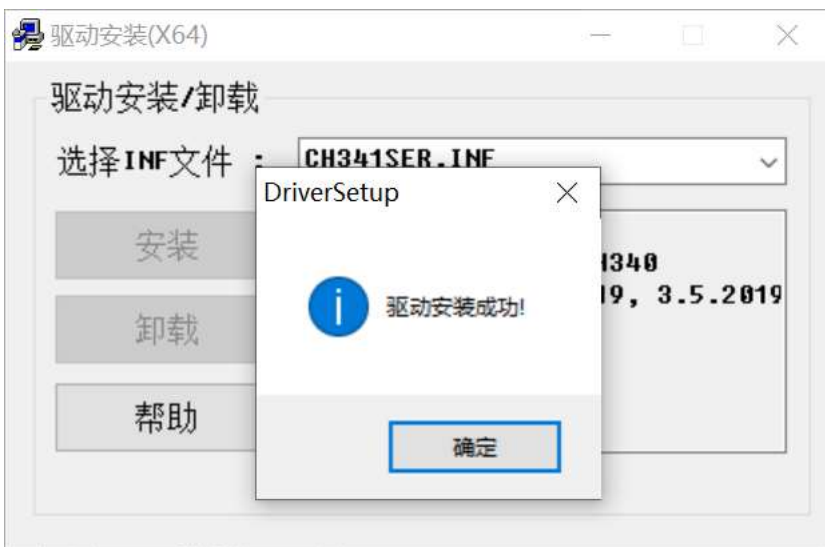 驱动安装(X64)
驱动安装/卸载
选择INF文件 :
CH341SER.INF
安装
卸载
帮助
H340
19, 3.5.2019
DriverSetup
驱动安装成功!
确定